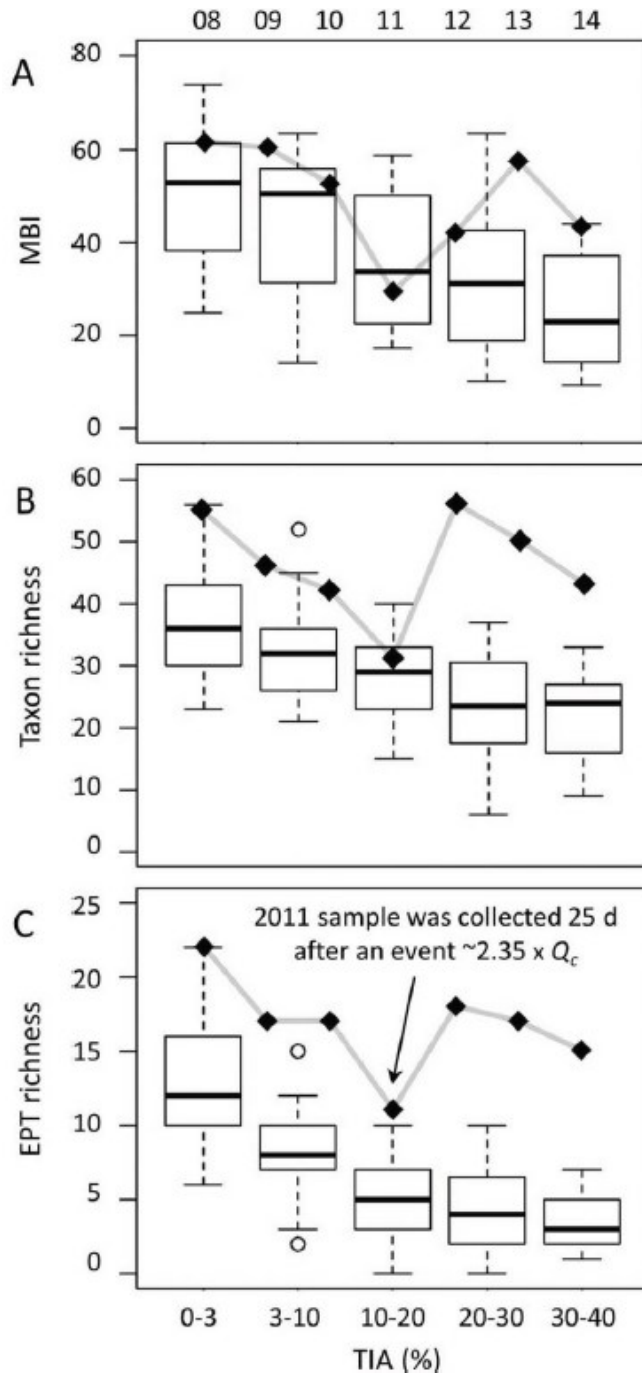 08 09 10 11 12 13 14
A
80
60
40
20
0
MBI
B
60
50
40
30
20
10
0
Taxon richness
C
25
20
15
10
5
0
EPT richness
2011 sample was collected 25 d
after an event ~2.35 x Qc
0-3 3-10 10-20 20-30 30-40
TIA (%)